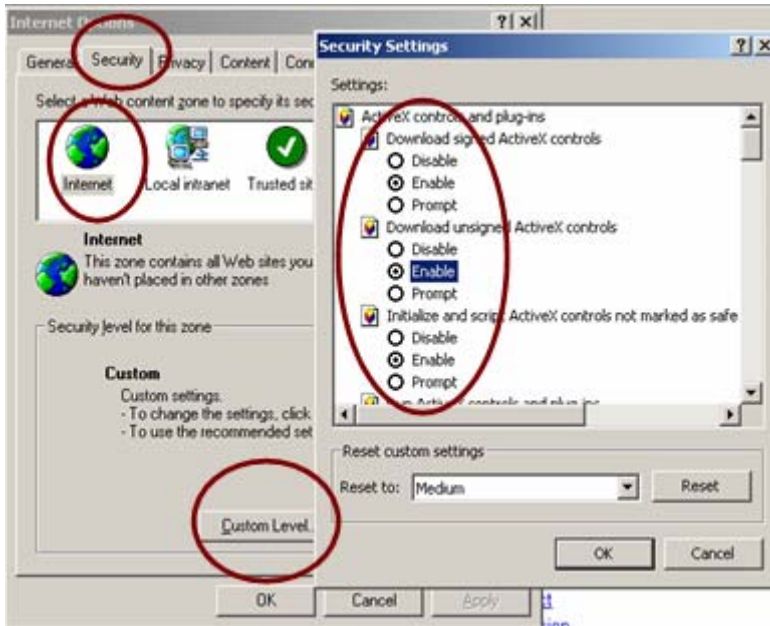 Internet Options
General
Security
Privacy
Content
Select a Web content zone to specify its
Internet
Local intranet
Trusted
Internet
This zone contains all Web sites you
haven't placed in other zones
Security level for this zone
Custom
Custom settings.
- To change the settings, click
- To use the recommended
Custom Level..
OK
Cancel
Apply
Security Settings
Settings:
ActiveX controls and plug-ins
Download signed ActiveX controls
Disable
Enable
Prompt
Download unsigned ActiveX controls
Disable
Enable
Prompt
Initialize and script ActiveX controls not marked as safe
Disable
Enable
Prompt
Reset custom settings
Reset to:
Medium
Reset
OK
Cancel